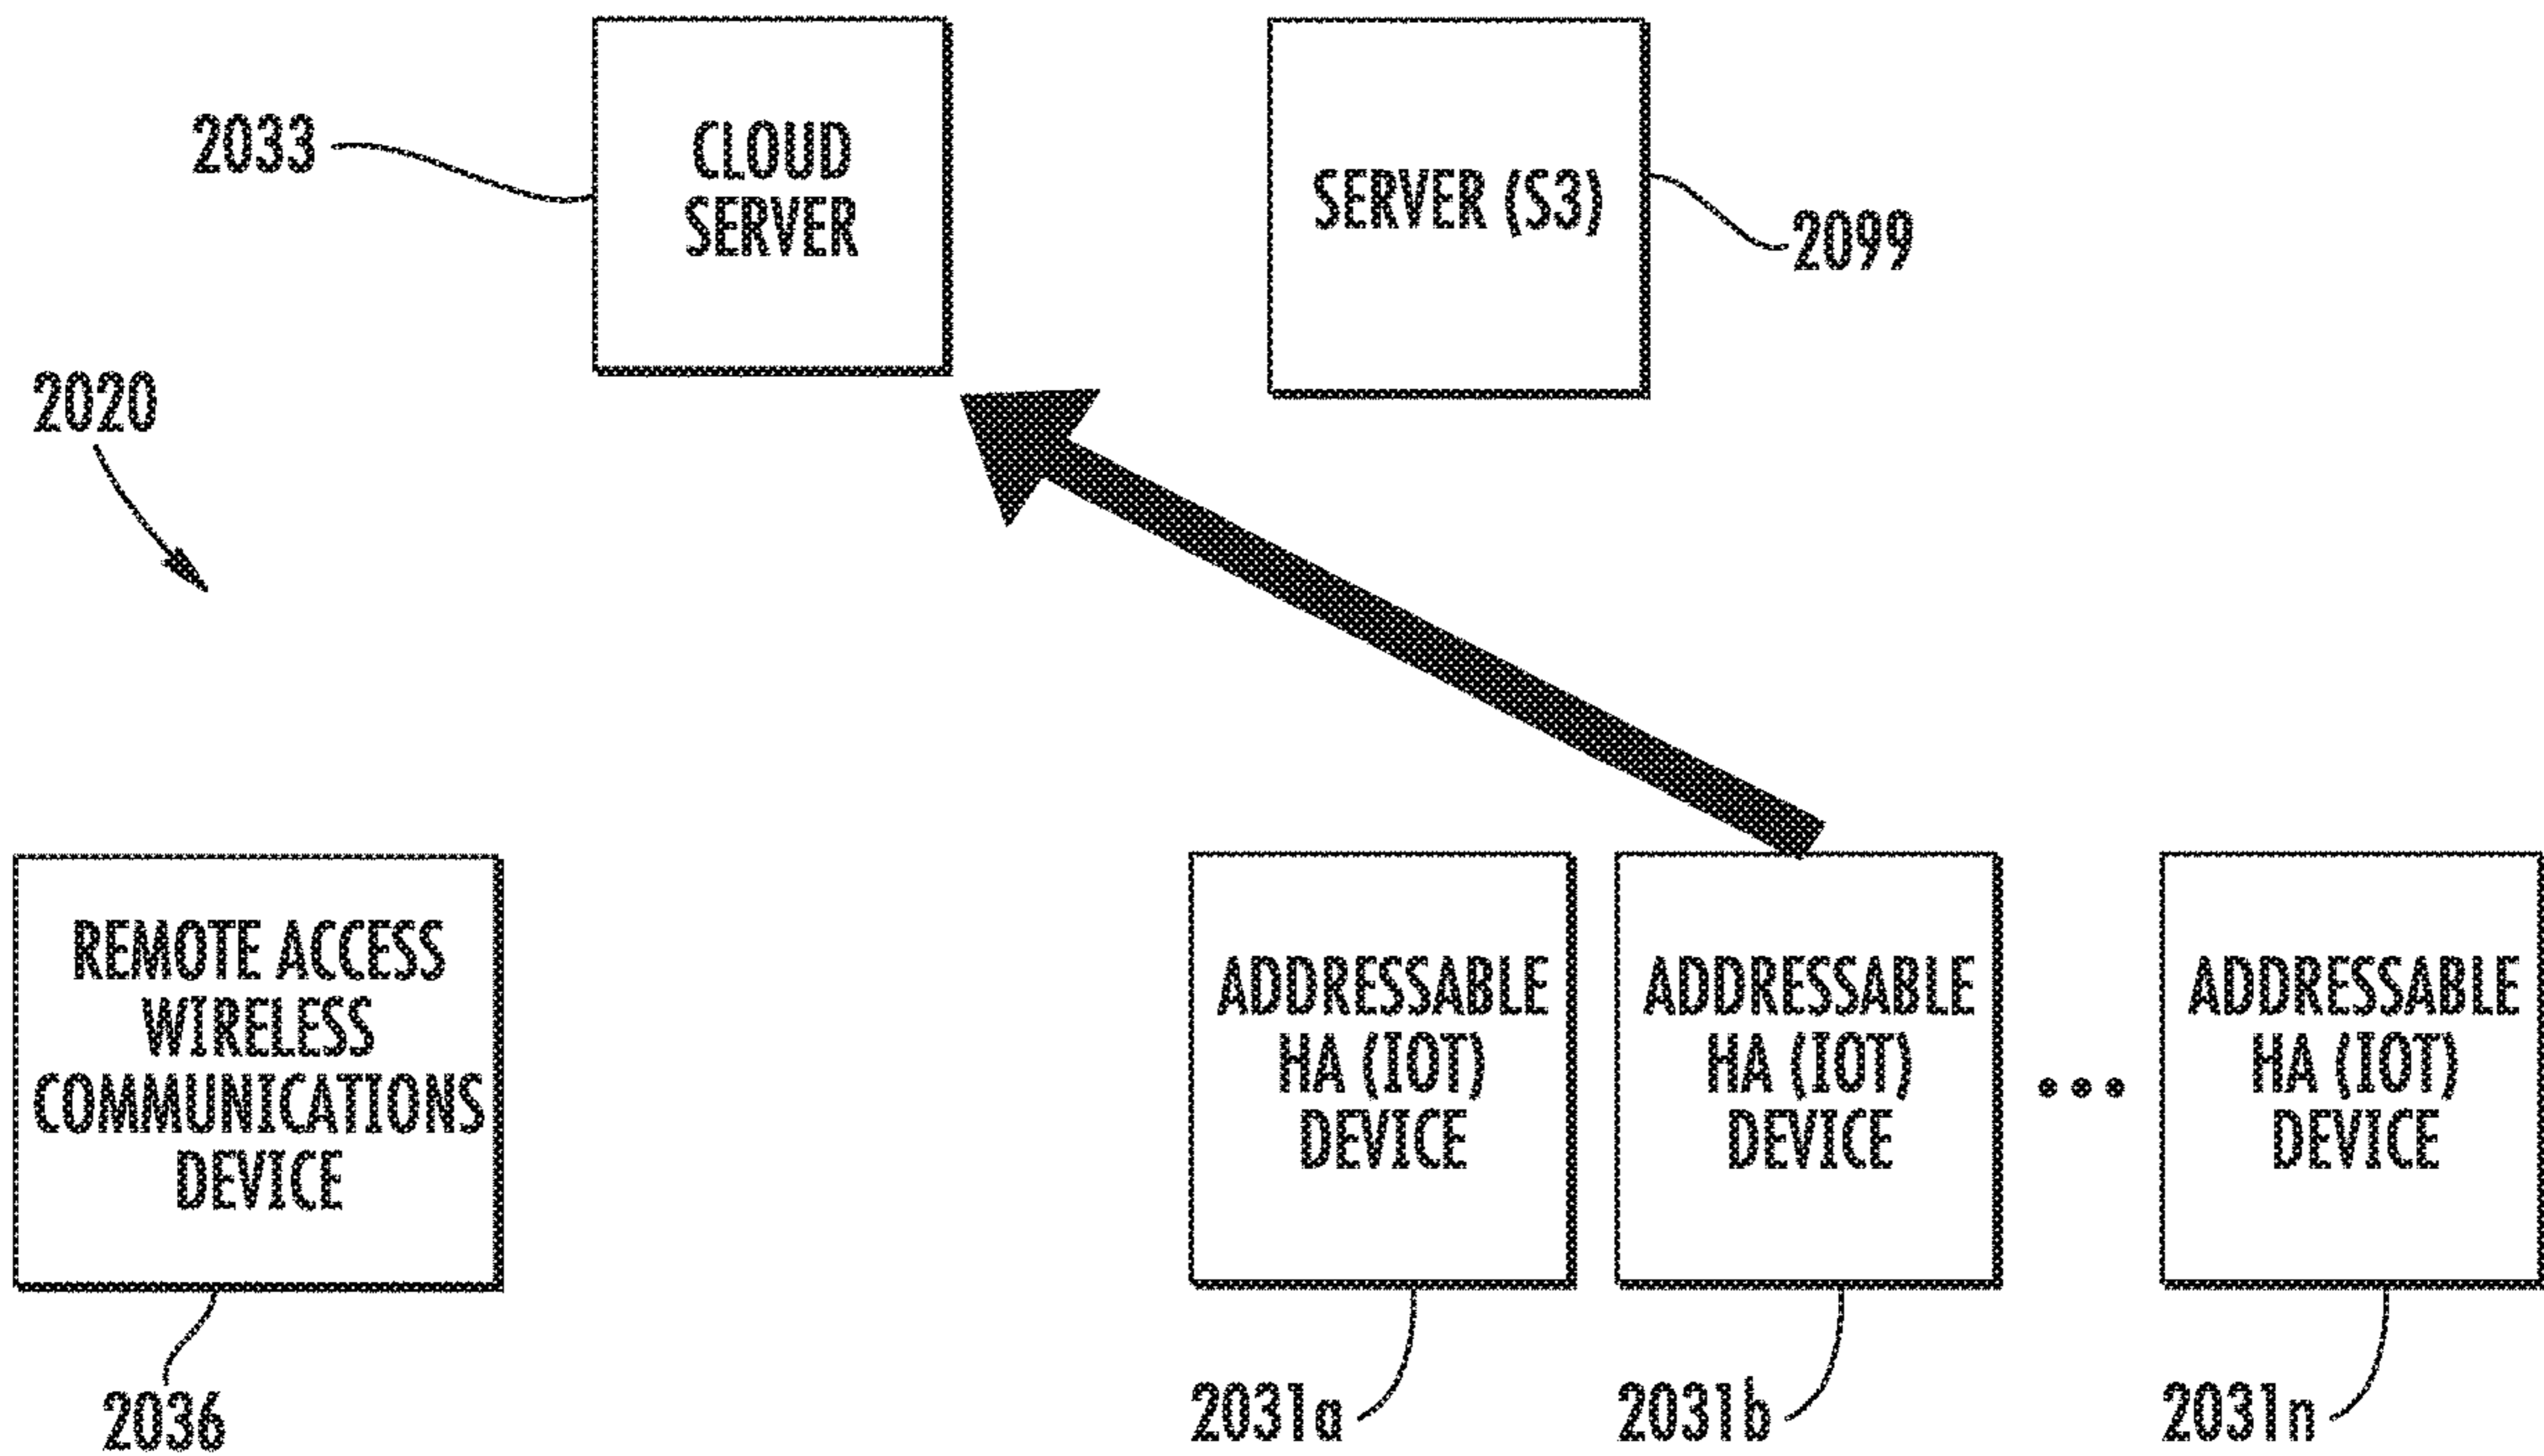 2033
CLOUD
SERVER
SERVER (S3)
2099
2020
REMOTE ACCESS
WIRELESS
COMMUNICATIONS
DEVICE
ADDRESSABLE
HA (IOT)
DEVICE
ADDRESSABLE
HA (IOT)
DEVICE
ADDRESSABLE
HA (IOT)
DEVICE
2036
2031a
2031b
2031n